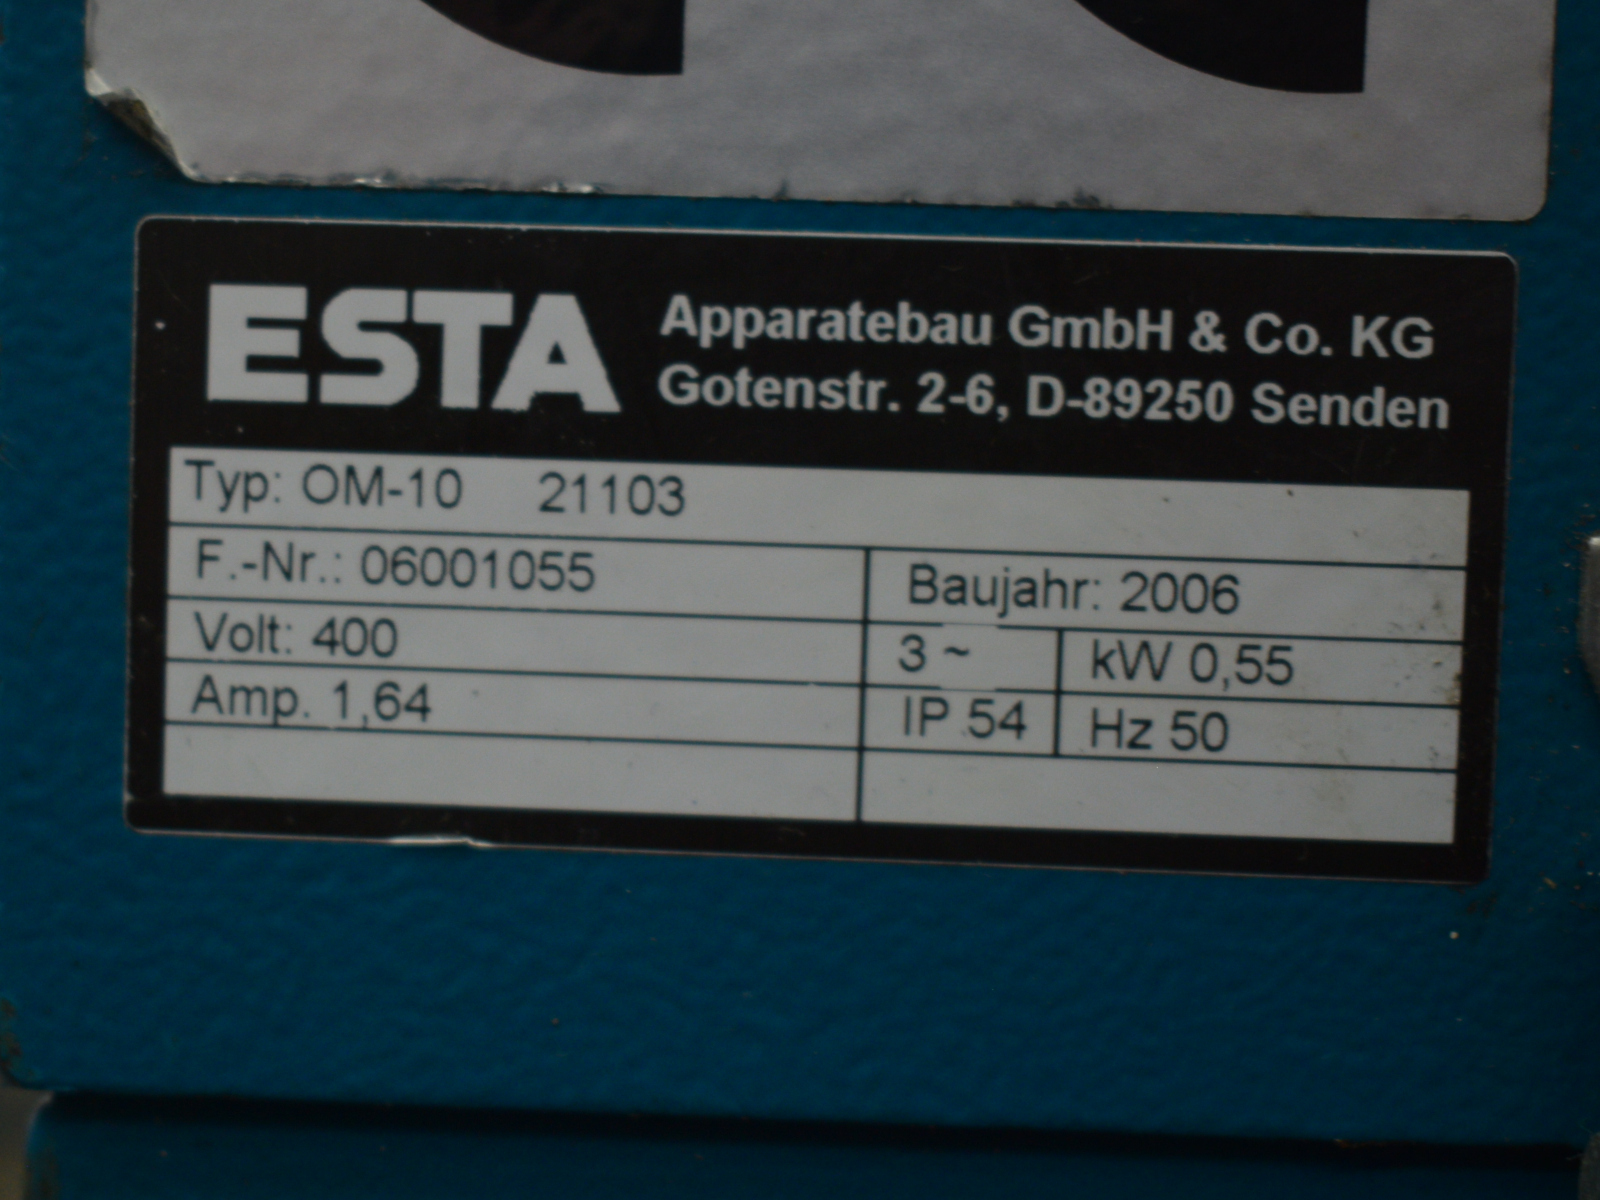 ESTA
Apparatebau GmbH & Co. KG
Gotenstr. 2-6, D-89250 Senden
Typ: OM-10 21103
F.-Nr.: 06001055
Baujahr: 2006
Volt: 400
3 ~
kW 0,55
Amp. 1,64
IP 54
Hz 50